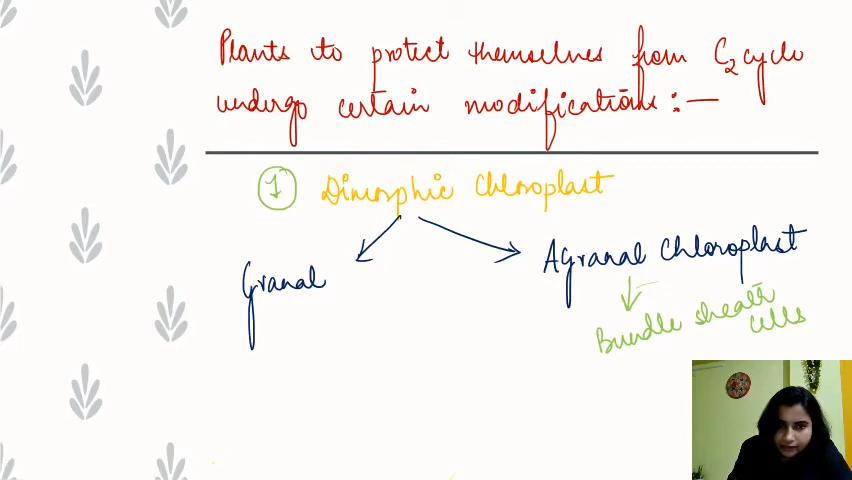 Plants to protect themselves from C₂ cycle
undergo certain modifications :—
1 Dimorphic Chloroplast
Granal
Agranal Chloroplast
Bundle sheath
cells